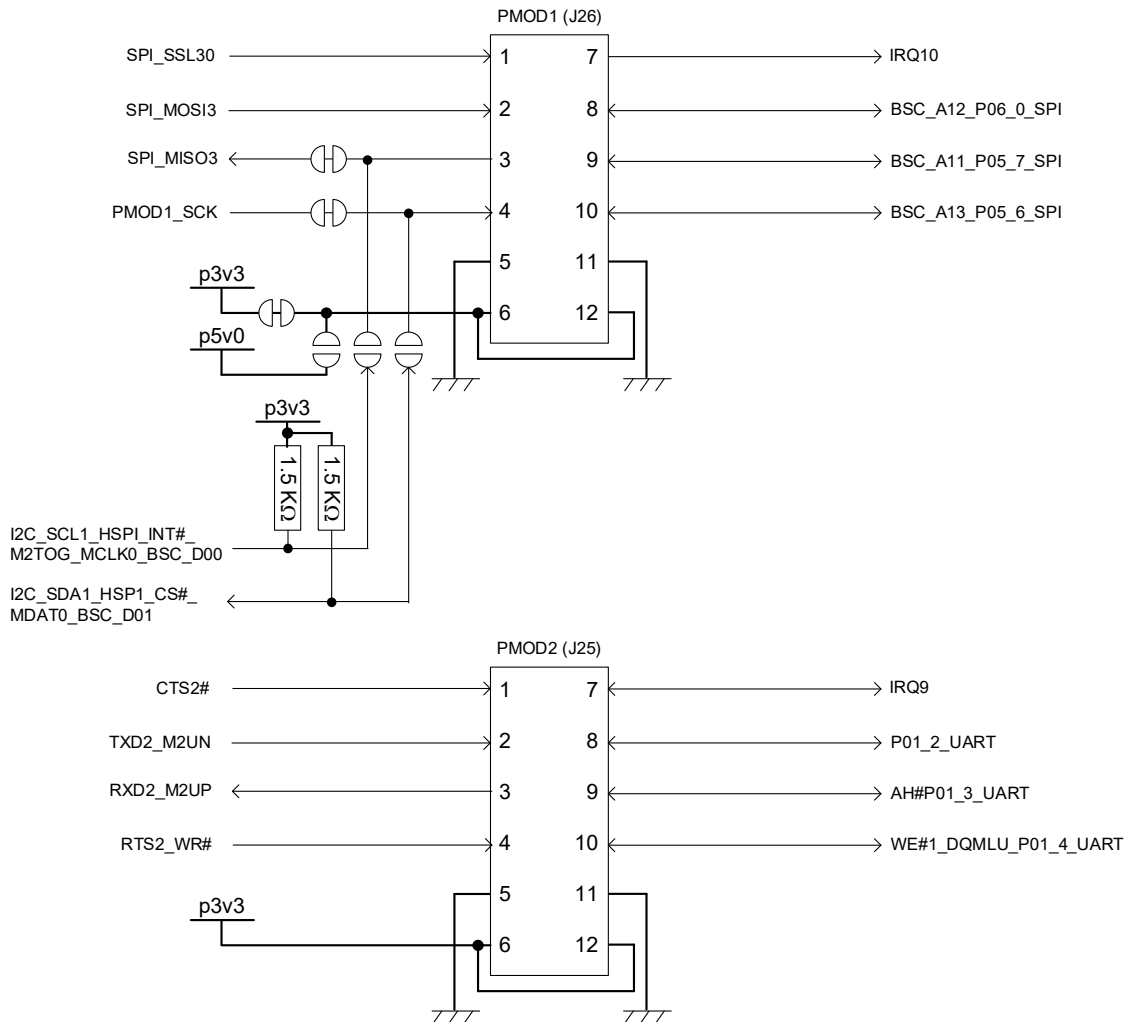 PMOD1 (J26)
SPI_SSL30 1 7 IRQ10
SPI_MOSI3 2 8 BSC_A12_P06_0_SPI
SPI_MISO3 3 9 BSC_A11_P05_7_SPI
PMOD1_SCK 4 10 BSC_A13_P05_6_SPI
5 11
p3v3
6 12
p5v0
p3v3
1.5 KΩ 1.5 KΩ
I2C_SCL1_HSPI_INT#_
M2TOG_MCLK0_BSC_D00
I2C_SDA1_HSP1_CS#_
MDAT0_BSC_D01
PMOD2 (J25)
CTS2# 1 7 IRQ9
TXD2_M2UN 2 8 P01_2_UART
RXD2_M2UP 3 9 AH#P01_3_UART
RTS2_WR# 4 10 WE#1_DQMLU_P01_4_UART
5 11
p3v3
6 12